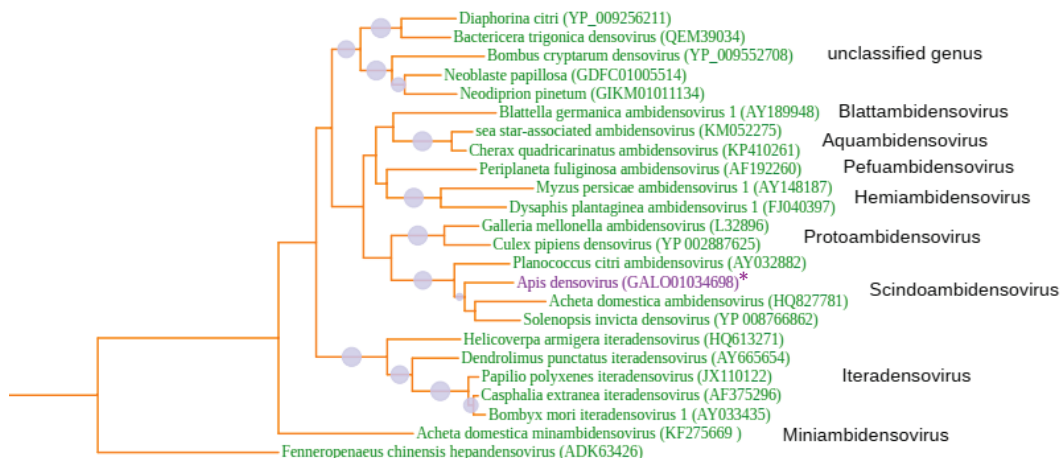 Diaphorina citri (YP_009256211)
Bactericera trigonica densovirus (QEM39034)
Bombus cryptarum densovirus (YP_009552708)
unclassified genus
Neoblaste papillosa (GDFC01005514)
Neodiprion pinetum (GIKM01011134)
Blattella germanica ambidensovirus 1 (AY189948)
Blattambidensovirus
sea star-associated ambidensovirus (KM052275)
Aquambidensovirus
Cherax quadricarinatus ambidensovirus (KP410261)
Periplaneta fuliginosa ambidensovirus (AF192260)
Pefuambidensovirus
Myzus persicae ambidensovirus 1 (AY148187)
Hemiambidensovirus
Dysaphis plantaginea ambidensovirus 1 (FJ040397)
Galleria mellonella ambidensovirus (L32896)
Protoambidensovirus
Culex pipiens densovirus (YP 002887625)
Planococcus citri ambidensovirus (AY032882)
Apis densovirus (GALO01034698)*
Scindoambidensovirus
Acheta domestica ambidensovirus (HQ827781)
Solenopsis invicta densovirus (YP 008766862)
Helicoverpa armigera iteradensovirus (HQ613271)
Dendrolimus punctatus iteradensovirus (AY665654)
Papilio polyxenes iteradensovirus (JX110122)
Iteradensovirus
Casphalia extranea iteradensovirus (AF375296)
Bombyx mori iteradensovirus 1 (AY033435)
Acheta domestica minambidensovirus (KF275669 )
Miniambidensovirus
Fenneropenaeus chinensis hepandensovirus (ADK63426)